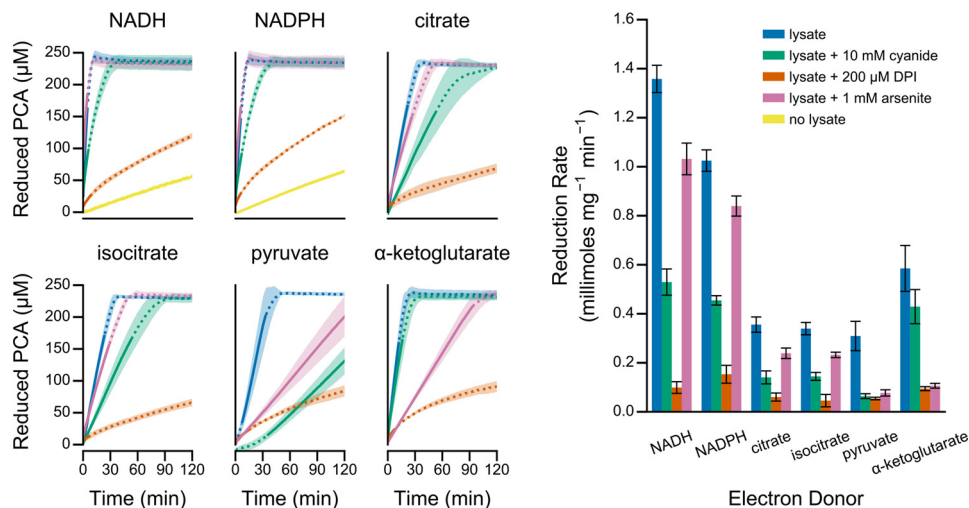 NADH NADPH citrate
Reduced PCA (µM)
250
200
150
100
50
0
isocitrate pyruvate α-ketoglutarate
Reduced PCA (µM)
250
200
150
100
50
0
0 30 60 90 120 0 30 60 90 120 0 30 60 90 120
Time (min) Time (min) Time (min)
Reduction Rate
(millimoles mg⁻¹ min⁻¹)
1.6
1.4
1.2
1.0
0.8
0.6
0.4
0.2
0.0
lysate
lysate + 10 mM cyanide
lysate + 200 µM DPI
lysate + 1 mM arsenite
no lysate
NADH NADPH citrate isocitrate pyruvate α-ketoglutarate
Electron Donor